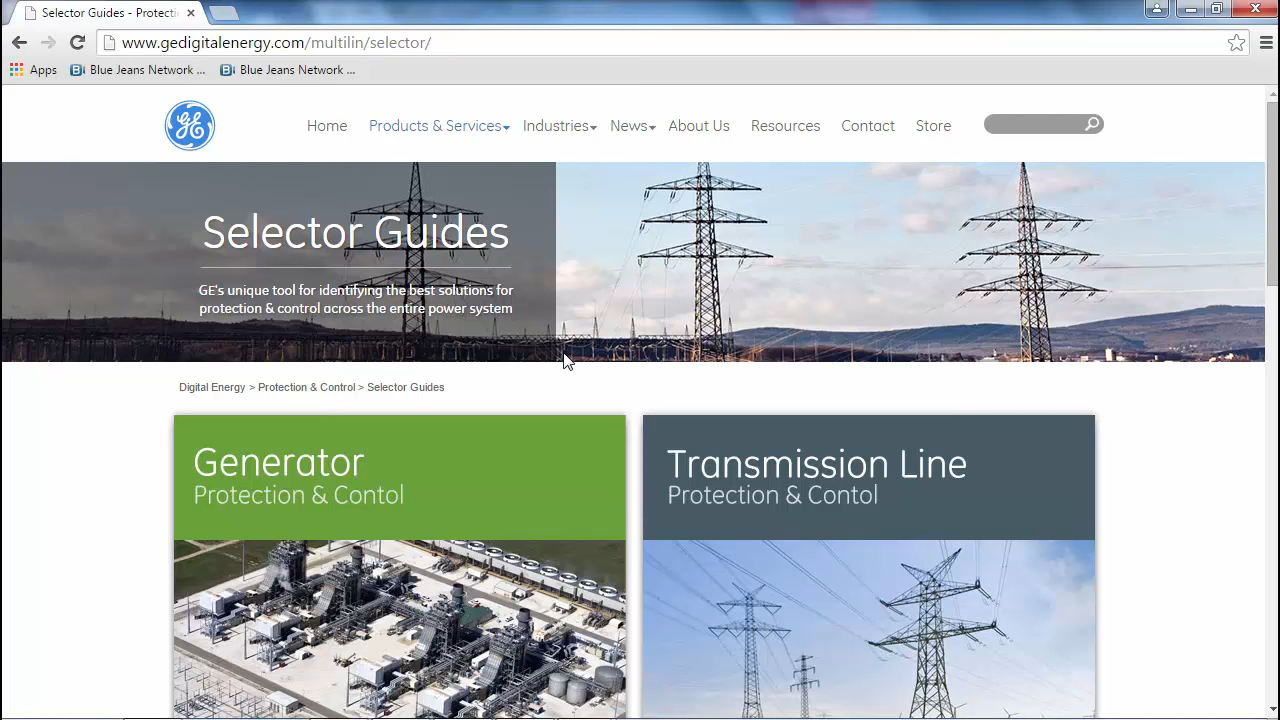 Selector Guides - Protecti
www.gedigitalenergy.com/multilin/selector/
Apps
Blue Jeans Network ...
Blue Jeans Network ...
GE
Home
Products & Services
Industries
News
About Us
Resources
Contact
Store
Selector Guides
GE's unique tool for identifying the best solutions for
protection & control across the entire power system
Digital Energy > Protection & Control > Selector Guides
Generator
Protection & Contol
Transmission Line
Protection & Contol